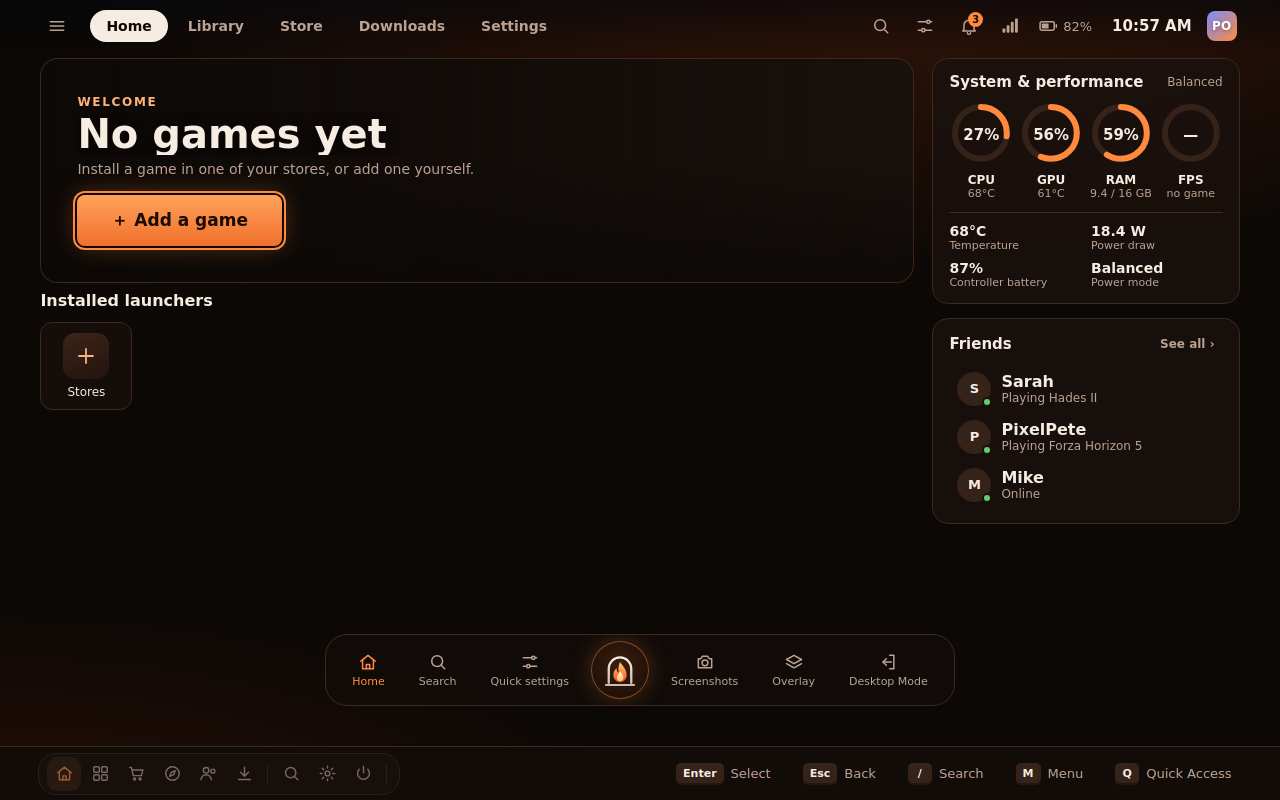 Home
Library
Store
Downloads
Settings
3
82%
10:57 AM
PO
WELCOME
No games yet
Install a game in one of your stores, or add one yourself.
+ Add a game
Installed launchers
Stores
System & performance
Balanced
27%
56%
59%
—
CPU
GPU
RAM
FPS
68°C
61°C
9.4 / 16 GB
no game
68°C
Temperature
18.4 W
Power draw
87%
Controller battery
Balanced
Power mode
Friends
See all ›
S
Sarah
Playing Hades II
P
PixelPete
Playing Forza Horizon 5
M
Mike
Online
Home
Search
Quick settings
Screenshots
Overlay
Desktop Mode
Enter Select
Esc Back
/ Search
M Menu
Q Quick Access